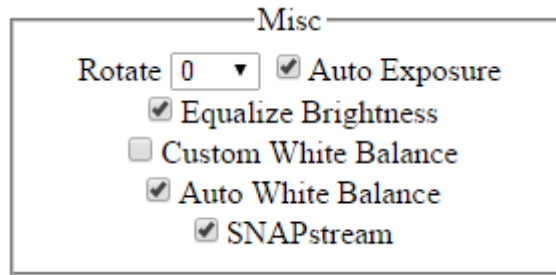 Misc
Rotate 0 Auto Exposure
Equalize Brightness
Custom White Balance
Auto White Balance
SNAPstream